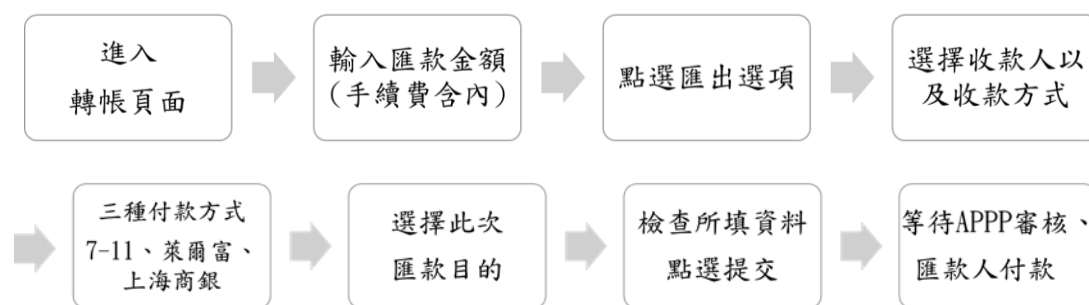 進入
轉帳頁面
輸入匯款金額
(手續費含內)
點選匯出選項
選擇收款人以
及收款方式
三種付款方式
7-11、萊爾富、
上海商銀
選擇此次
匯款目的
檢查所填資料
點選提交
等待APPP審核、
匯款人付款